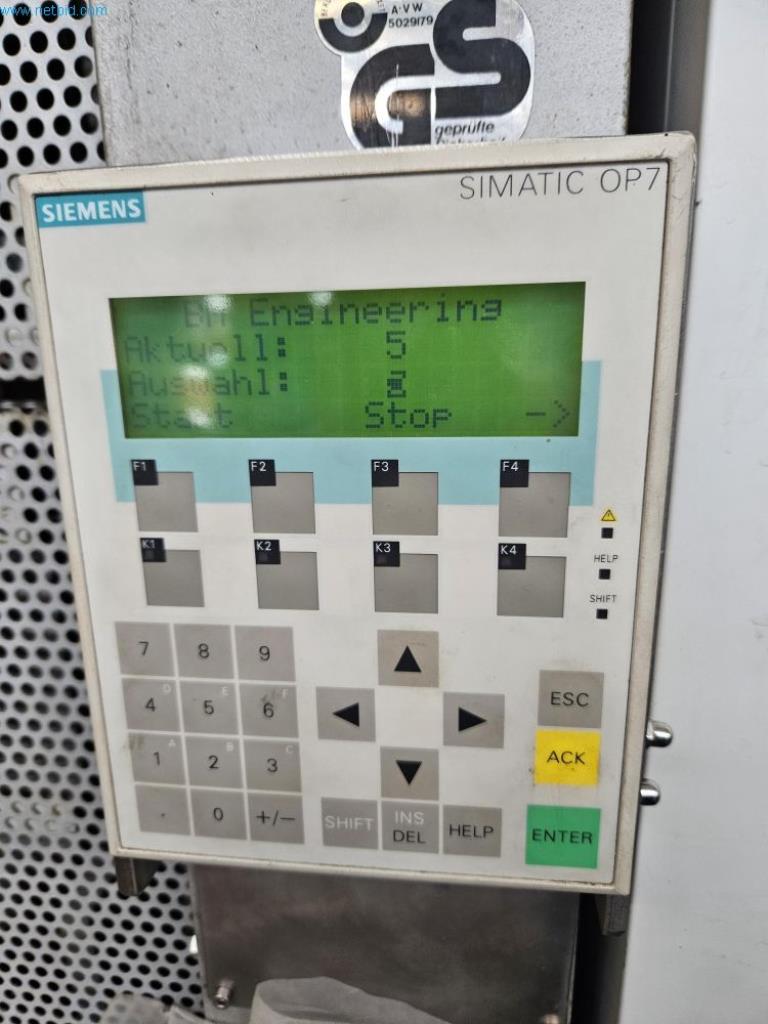 www.netbid.com
A·VW
5029179
GS
geprüfte
SIEMENS
SIMATIC OP7
BM Engineering
Aktuell: 5
Auswahl:
Start Stop ->
F1 F2 F3 F4
K1 K2 K3 K4
HELP
SHIFT
7 8 9
4 D 5 E 6 F
1 A 2 B 3 C
. 0 +/-
ESC
ACK
SHIFT INS DEL HELP ENTER